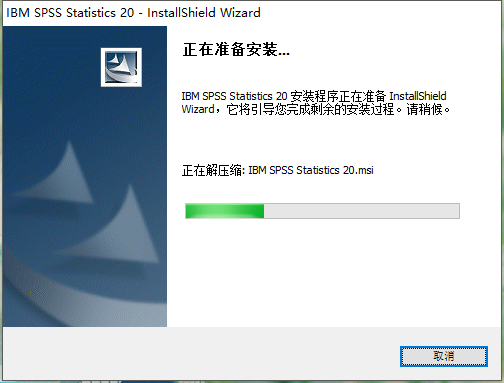 IBM SPSS Statistics 20 - InstallShield Wizard
正在准备安装...
IBM SPSS Statistics 20 安装程序正在准备 InstallShield
Wizard，它将引导您完成剩余的安装过程。请稍候。
正在解压缩: IBM SPSS Statistics 20.msi
取消